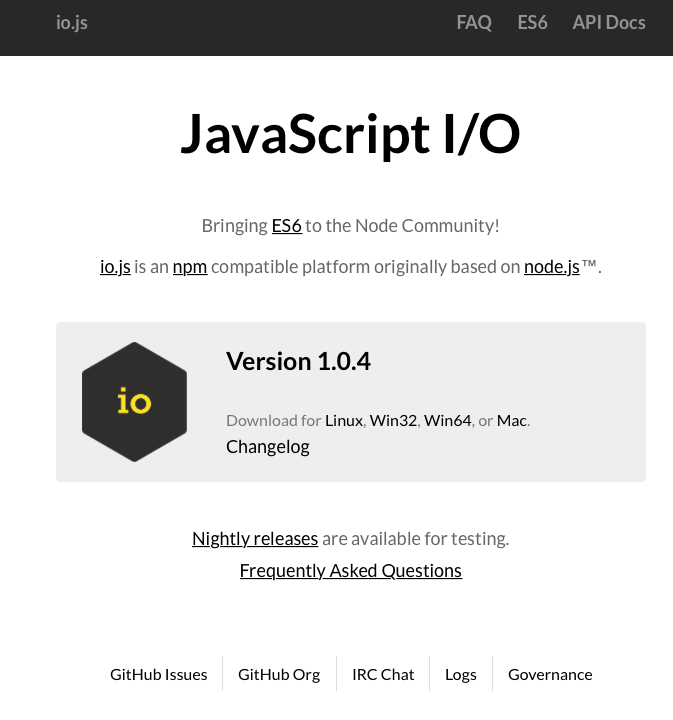 io.js FAQ ES6 API Docs
JavaScript I/O
Bringing ES6 to the Node Community!
io.js is an npm compatible platform originally based on node.js™.
io
Version 1.0.4
Download for Linux, Win32, Win64, or Mac.
Changelog
Nightly releases are available for testing.
Frequently Asked Questions
GitHub Issues GitHub Org IRC Chat Logs Governance